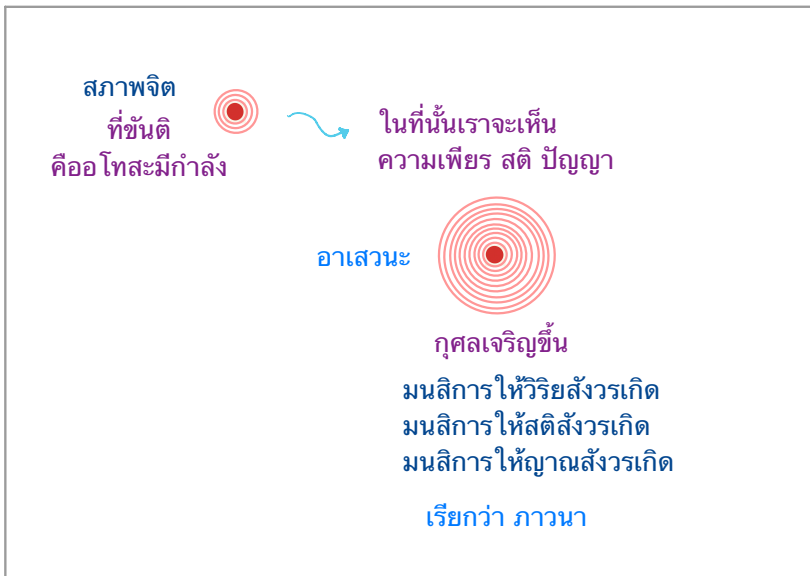 สภาพจิต
ที่ขันติ
คืออโทสะมีกำลัง
ในที่นั้นเราจะเห็น
ความเพียร สติ ปัญญา
อาเสวนะ
กุศลเจริญขึ้น
มนสิการให้วิริยสังวรเกิด
มนสิการให้สติสังวรเกิด
มนสิการให้ญาณสังวรเกิด
เรียกว่า ภาวนา